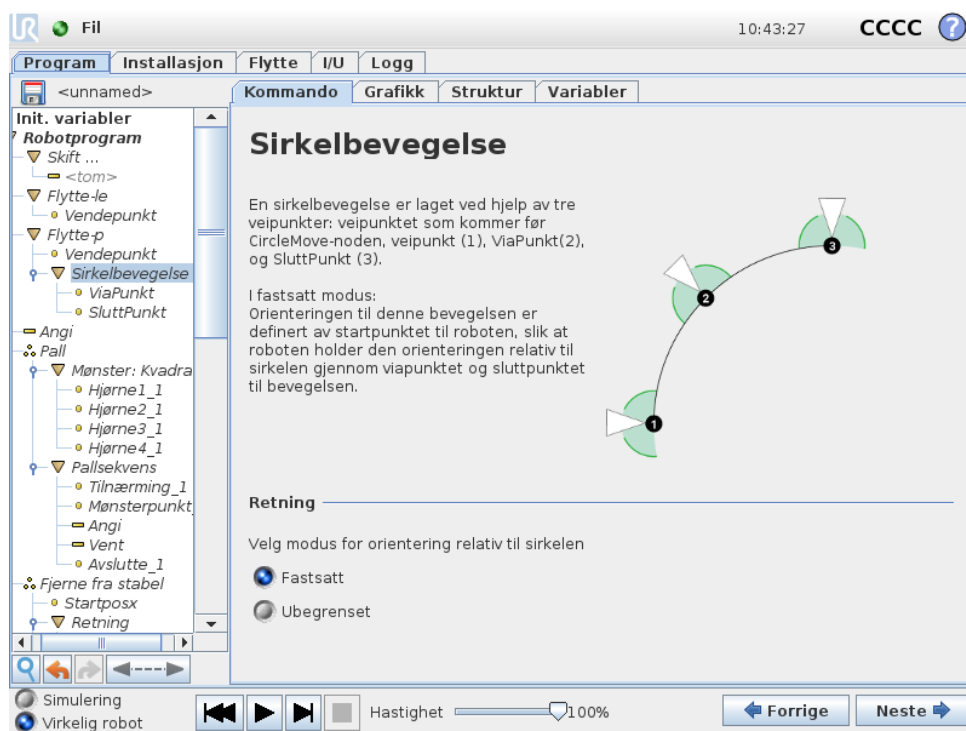 UR Fil 10:43:27 CCCC ?
Program Installasjon Flytte I/U Logg
<unnamed>
Kommando Grafikk Struktur Variabler
Init. variabler
Robotprogram
Skift ...
<tom>
Flytte-le
Vendepunkt
Flytte-p
Vendepunkt
Sirkelbevegelse
ViaPunkt
SluttPunkt
Angi
Pall
Mønster: Kvadra
Hjørne1_1
Hjørne2_1
Hjørne3_1
Hjørne4_1
Pallsekvens
Tilnærming_1
Mønsterpunkt_
Angi
Vent
Avslutte_1
Fjerne fra stabel
Startposx
Retning
Sirkelbevegelse
En sirkelbevegelse er laget ved hjelp av tre
veipunkter: veipunktet som kommer før
CircleMove-noden, veipunkt (1), ViaPunkt(2),
og SluttPunkt (3).
I fastsatt modus:
Orienteringen til denne bevegelsen er
definert av startpunktet til roboten, slik at
roboten holder den orienteringen relativ til
sirkelen gjennom viapunktet og sluttpunktet
til bevegelsen.
3
2
1
Retning
Velg modus for orientering relativ til sirkelen
Fastsatt
Ubegrenset
Simulering
Virkelig robot
Hastighet 100%
Forrige Neste